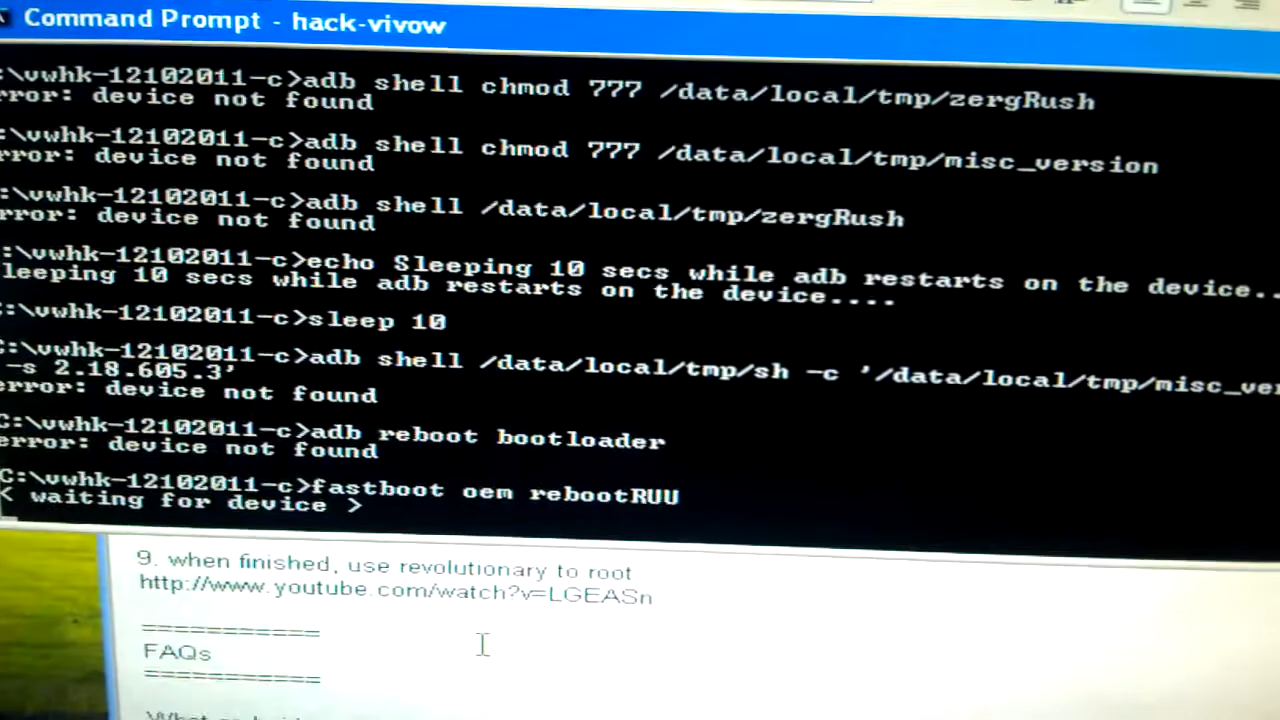 Command Prompt - hack-vivow
:\vwhk-12102011-c>adb shell chmod 777 /data/local/tmp/zergRush
rror: device not found
:\vwhk-12102011-c>adb shell chmod 777 /data/local/tmp/misc_version
rror: device not found
:\vwhk-12102011-c>adb shell /data/local/tmp/zergRush
rror: device not found
:\vwhk-12102011-c>echo Sleeping 10 secs while adb restarts on the device..
leeping 10 secs while adb restarts on the device....
:\vwhk-12102011-c>sleep 10
C:\vwhk-12102011-c>adb shell /data/local/tmp/sh -c '/data/local/tmp/misc_ver
-s 2.18.605.3'
error: device not found
C:\vwhk-12102011-c>adb reboot bootloader
error: device not found
C:\vwhk-12102011-c>fastboot oem rebootRUU
< waiting for device >
9. when finished, use revolutionary to root
http://www.youtube.com/watch?v=LGEASn
===========
FAQs
===========